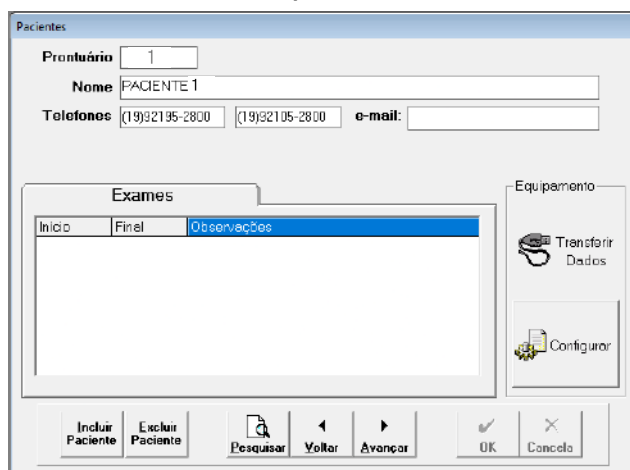 Pacientes
Prontuário 1
Nome PACIENTE 1
Telefones (19)92195-2800 (19)92105-2800 e-mail:
Exames
Equipamento
Início Final Observações
Transferir Dados
Configurar
Incluir Paciente Excluir Paciente Pesquisar Voltar Avançar OK Cancela